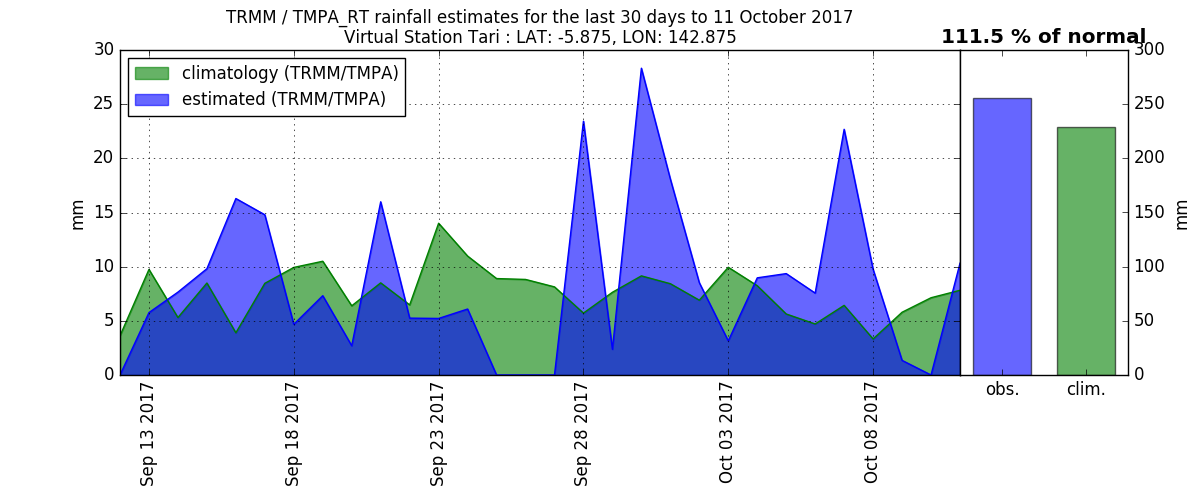 TRMM / TMPA_RT rainfall estimates for the last 30 days to 11 October 2017
Virtual Station Tari : LAT: -5.875, LON: 142.875
111.5 % of normal
climatology (TRMM/TMPA)
estimated (TRMM/TMPA)
30
25
20
15
10
5
0
mm
Sep 13 2017
Sep 18 2017
Sep 23 2017
Sep 28 2017
Oct 03 2017
Oct 08 2017
obs.
clim.
300
250
200
150
100
50
0
mm